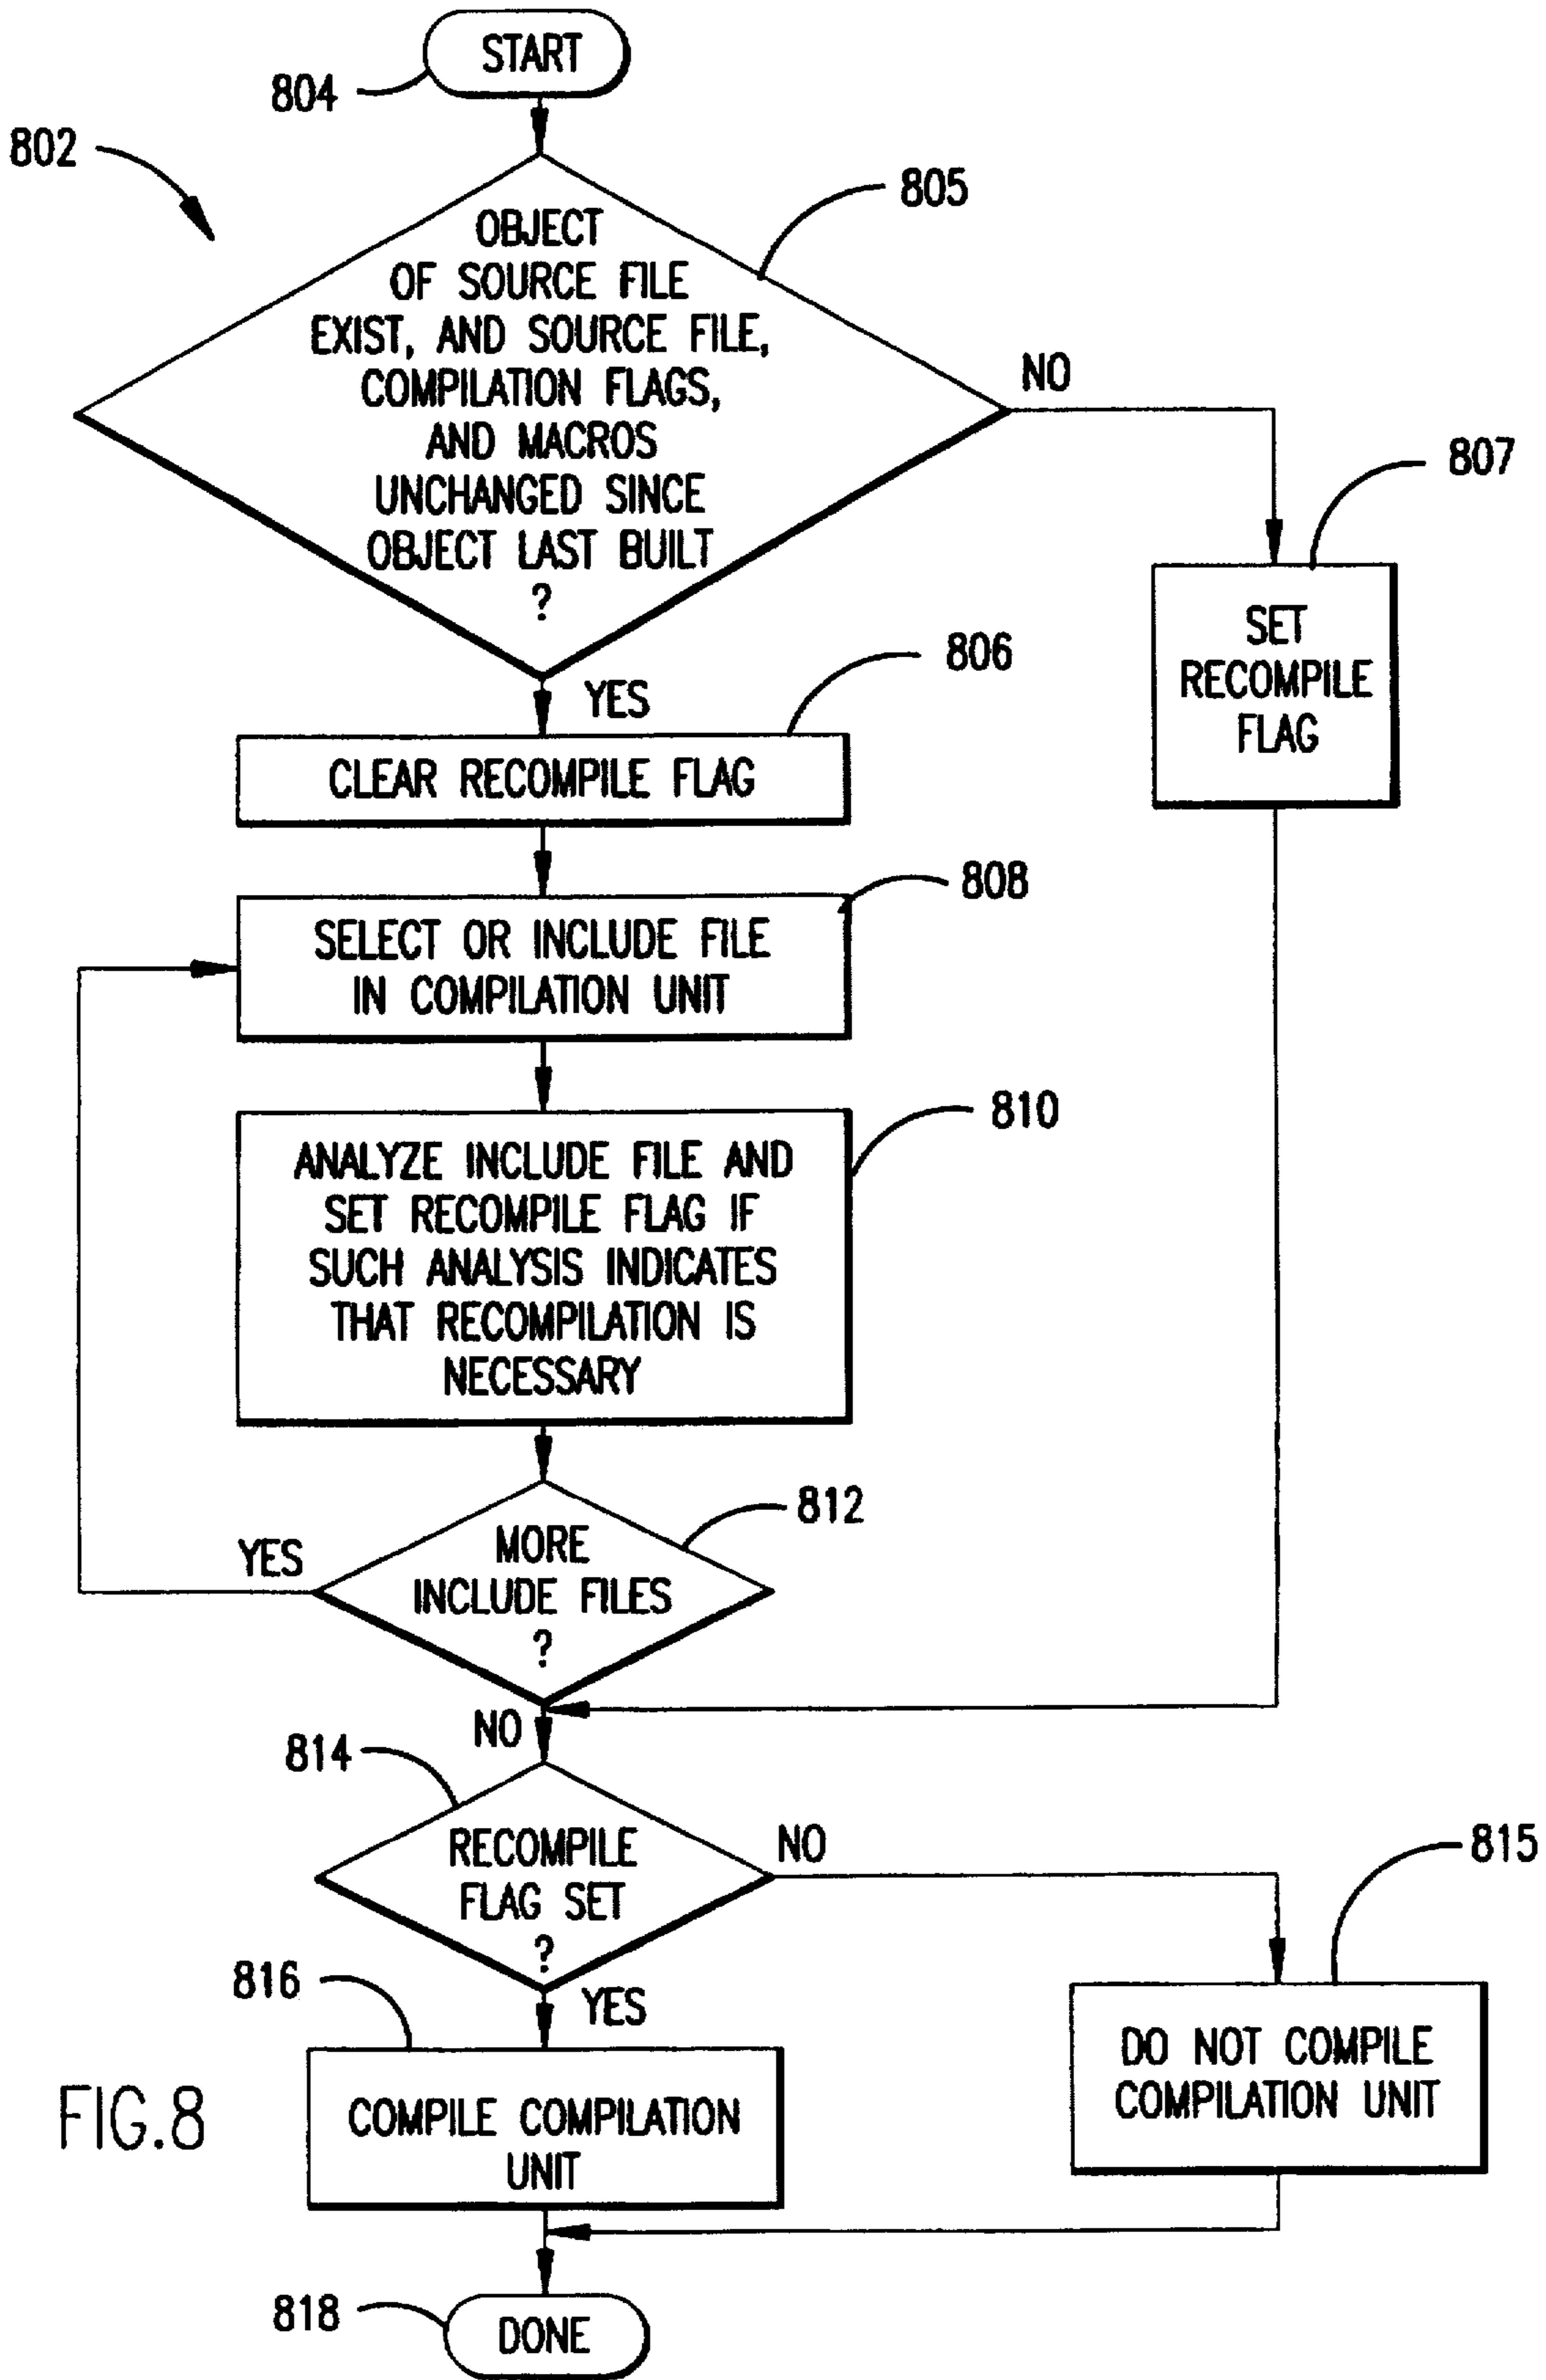 START
804
802
805
OBJECT
OF SOURCE FILE
EXIST, AND SOURCE FILE,
COMPILATION FLAGS,
AND MACROS
UNCHANGED SINCE
OBJECT LAST BUILT
?
NO
807
SET
RECOMPILE
FLAG
YES
806
CLEAR RECOMPILE FLAG
808
SELECT OR INCLUDE FILE
IN COMPILATION UNIT
810
ANALYZE INCLUDE FILE AND
SET RECOMPILE FLAG IF
SUCH ANALYSIS INDICATES
THAT RECOMPILATION IS
NECESSARY
812
YES
MORE
INCLUDE FILES
?
NO
814
RECOMPILE
FLAG SET
?
NO
815
DO NOT COMPILE
COMPILATION UNIT
816
YES
COMPILE COMPILATION
UNIT
FIG.8
818
DONE